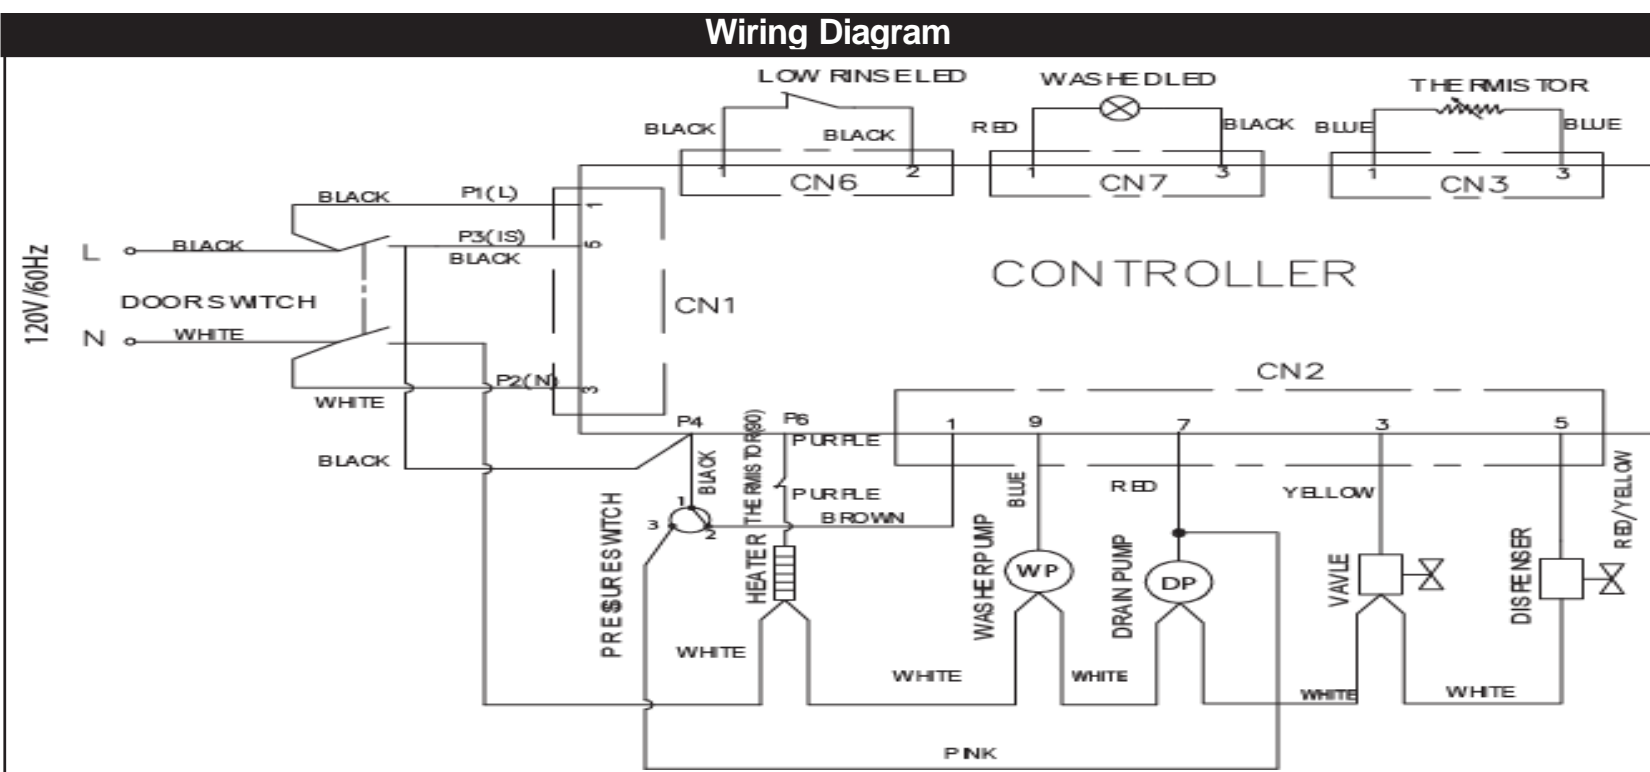 Wiring Diagram
LOW RINSE LED
WASHED LED
THERMISTOR
BLACK
BLACK
RED
BLACK
BLUE
BLUE
1
2
1
3
1
3
CN6
CN7
CN3
BLACK
P1(L)
1
L
BLACK
P3(IS)
5
BLACK
120V/60Hz
CONTROLLER
DOOR SWITCH
CN1
N
WHITE
P2(N)
3
WHITE
CN2
P4
P6
1
9
7
3
5
PURPLE
BLACK
BLACK
BLUE
RED
YELLOW
RED/YELLOW
PURPLE
1
2
3
BROWN
PRESSURE SWITCH
HEATER THERMISTOR(90)
WASHER PUMP
WP
DRAIN PUMP
DP
VAVLE
DISPENSER
WHITE
WHITE
WHITE
WHITE
WHITE
PINK